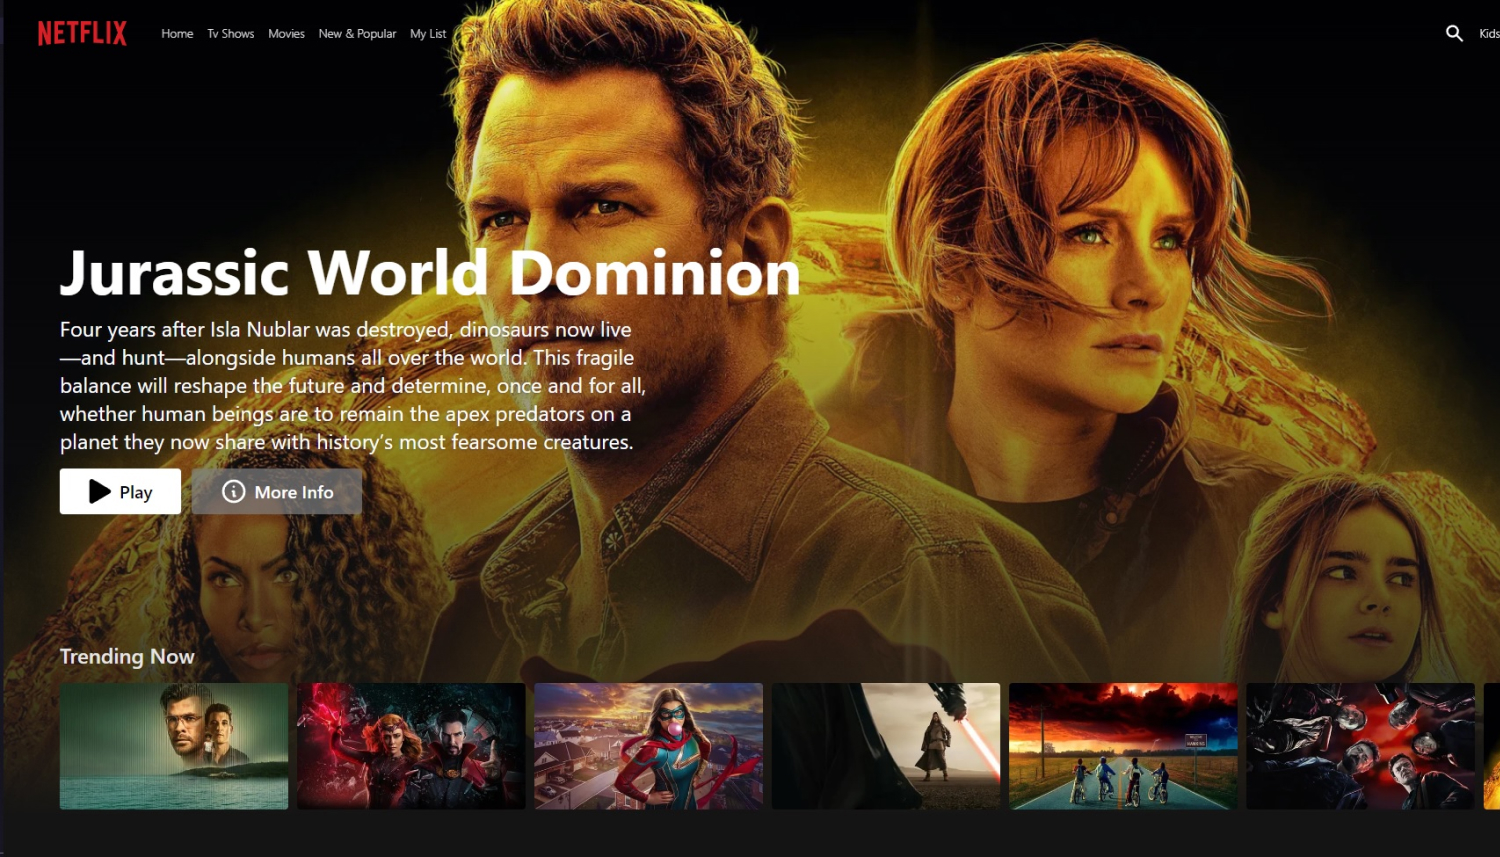 NETFLIX Home Tv Shows Movies New & Popular My List Kids
Jurassic World Dominion
Four years after Isla Nublar was destroyed, dinosaurs now live
—and hunt—alongside humans all over the world. This fragile
balance will reshape the future and determine, once and for all,
whether human beings are to remain the apex predators on a
planet they now share with history's most fearsome creatures.
Play More Info
Trending Now